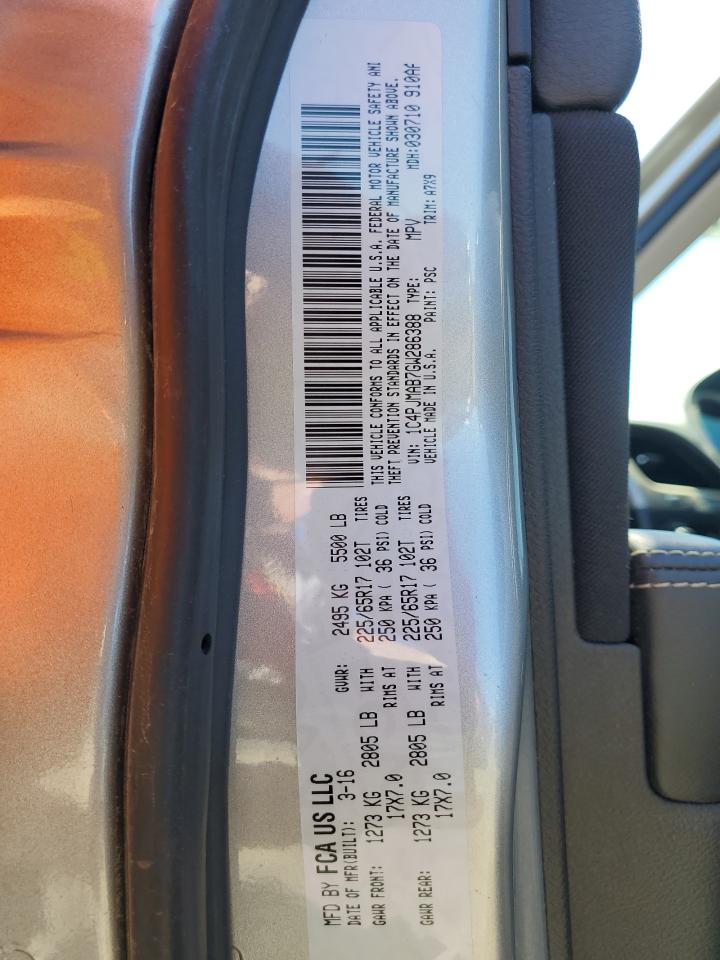 MFD BY FCA US LLC
DATE OF MFR(BUILT): 3-16 GVWR: 2495 KG 5500 LB
GAWR FRONT: 1273 KG 2805 LB WITH 225/65R17 102T TIRES
17X7.0 RIMS AT 250 KPA ( 36 PSI) COLD
GAWR REAR: 1273 KG 2805 LB WITH 225/65R17 102T TIRES
17X7.0 RIMS AT 250 KPA ( 36 PSI) COLD
THIS VEHICLE CONFORMS TO ALL APPLICABLE U.S.A. FEDERAL MOTOR VEHICLE SAFETY AND
THEFT PREVENTION STANDARDS IN EFFECT ON THE DATE OF MANUFACTURE SHOWN ABOVE.
VIN: 1C4PJMAB7GW286388 TYPE: MPV MDH:030710 910AF
VEHICLE MADE IN U.S.A. PAINT: PSC TRIM: A7X9